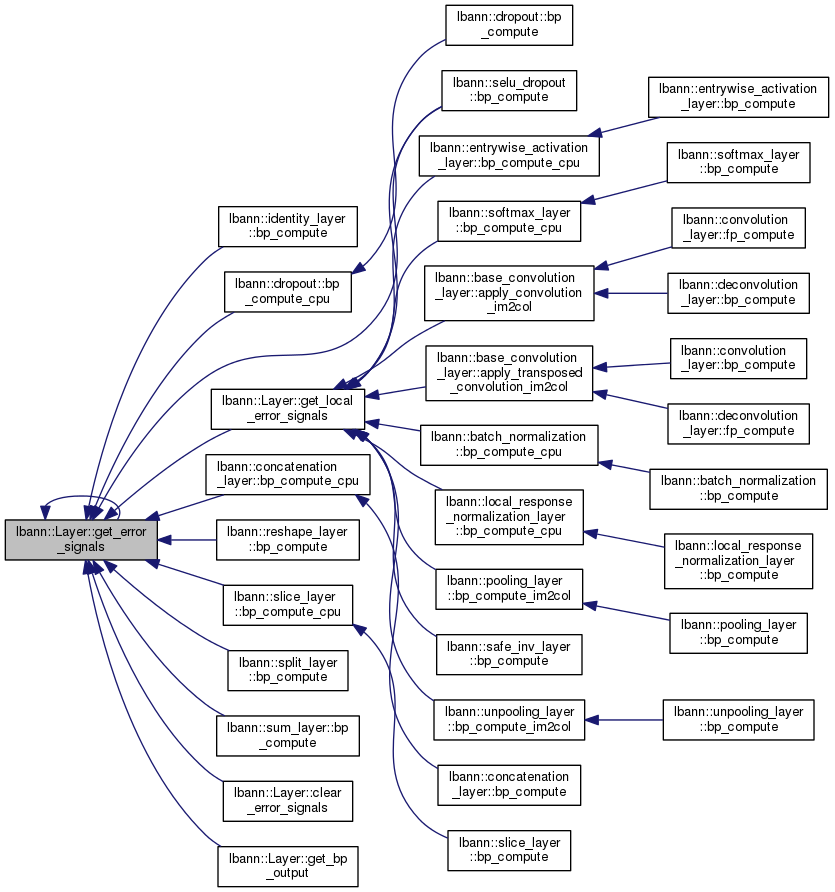 lbann::Layer::get_error
_signals
lbann::identity_layer
::bp_compute
lbann::dropout::bp
_compute_cpu
lbann::Layer::get_local
_error_signals
lbann::concatenation
_layer::bp_compute_cpu
lbann::reshape_layer
::bp_compute
lbann::slice_layer
::bp_compute_cpu
lbann::split_layer
::bp_compute
lbann::sum_layer::bp
_compute
lbann::Layer::clear
_error_signals
lbann::Layer::get_bp
_output
lbann::dropout::bp
_compute
lbann::selu_dropout
::bp_compute
lbann::entrywise_activation
_layer::bp_compute_cpu
lbann::softmax_layer
::bp_compute_cpu
lbann::base_convolution
_layer::apply_convolution
_im2col
lbann::base_convolution
_layer::apply_transposed
_convolution_im2col
lbann::batch_normalization
::bp_compute_cpu
lbann::local_response
_normalization_layer
::bp_compute_cpu
lbann::pooling_layer
::bp_compute_im2col
lbann::safe_inv_layer
::bp_compute
lbann::unpooling_layer
::bp_compute_im2col
lbann::concatenation
_layer::bp_compute
lbann::slice_layer
::bp_compute
lbann::entrywise_activation
_layer::bp_compute
lbann::softmax_layer
::bp_compute
lbann::convolution
_layer::fp_compute
lbann::deconvolution
_layer::bp_compute
lbann::convolution
_layer::bp_compute
lbann::deconvolution
_layer::fp_compute
lbann::batch_normalization
::bp_compute
lbann::local_response
_normalization_layer
::bp_compute
lbann::pooling_layer
::bp_compute
lbann::unpooling_layer
::bp_compute